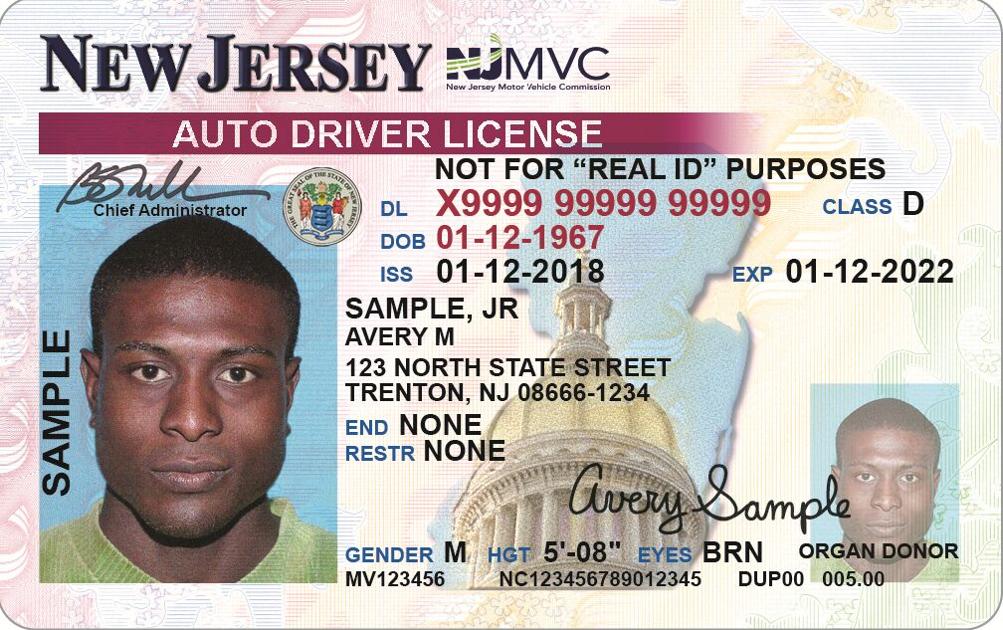 NEW JERSEY NJMVC
New Jersey Motor Vehicle Commission
AUTO DRIVER LICENSE
NOT FOR “REAL ID” PURPOSES
Chief Administrator
THE GREAT SEAL OF THE STATE OF NEW JERSEY
DL X9999 99999 99999 CLASS D
DOB 01-12-1967
ISS 01-12-2018 EXP 01-12-2022
SAMPLE, JR
AVERY M
123 NORTH STATE STREET
TRENTON, NJ 08666-1234
END NONE
RESTR NONE
SAMPLE
Avery Sample
GENDER M HGT 5'-08" EYES BRN ORGAN DONOR
MV123456 NC123456789012345 DUP00 005.00